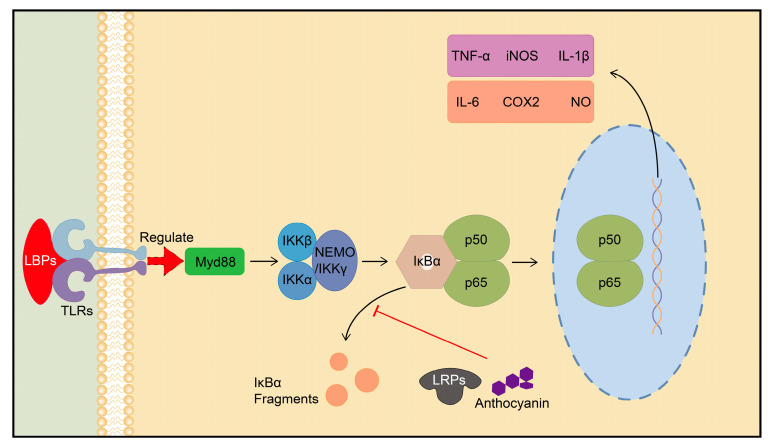 TNF-α iNOS IL-1β
IL-6 COX2 NO
LBPs
TLRs
Regulate
Myd88
IKKβ
IKKα
NEMO
/IKKγ
IκBα
p50
p65
p50
p65
IκBα
Fragments
LRPs
Anthocyanin